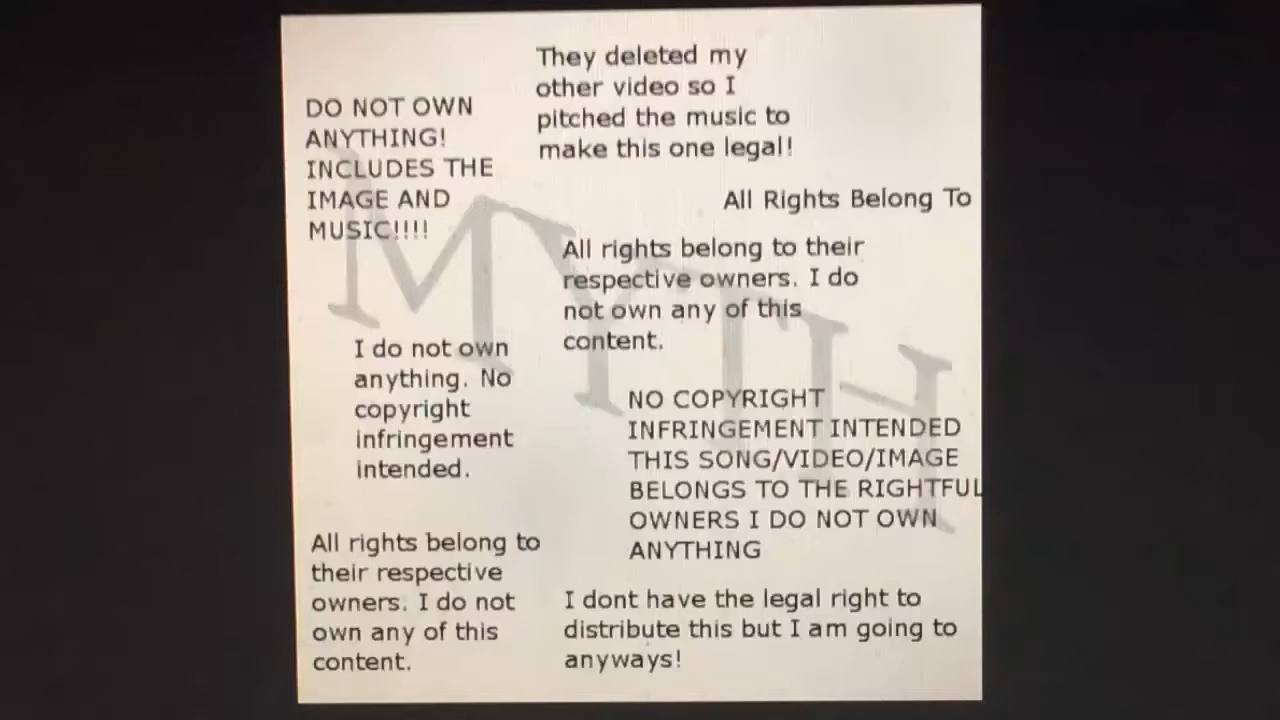 They deleted my
other video so I
pitched the music to
make this one legal!
DO NOT OWN
ANYTHING!
INCLUDES THE
IMAGE AND
MUSIC!!!!
All Rights Belong To
All rights belong to their
respective owners. I do
not own any of this
content.
I do not own
anything. No
copyright
infringement
intended.
NO COPYRIGHT
INFRINGEMENT INTENDED
THIS SONG/VIDEO/IMAGE
BELONGS TO THE RIGHTFUL
OWNERS I DO NOT OWN
ANYTHING
All rights belong to
their respective
owners. I do not
own any of this
content.
I dont have the legal right to
distribute this but I am going to
anyways!
MYTH